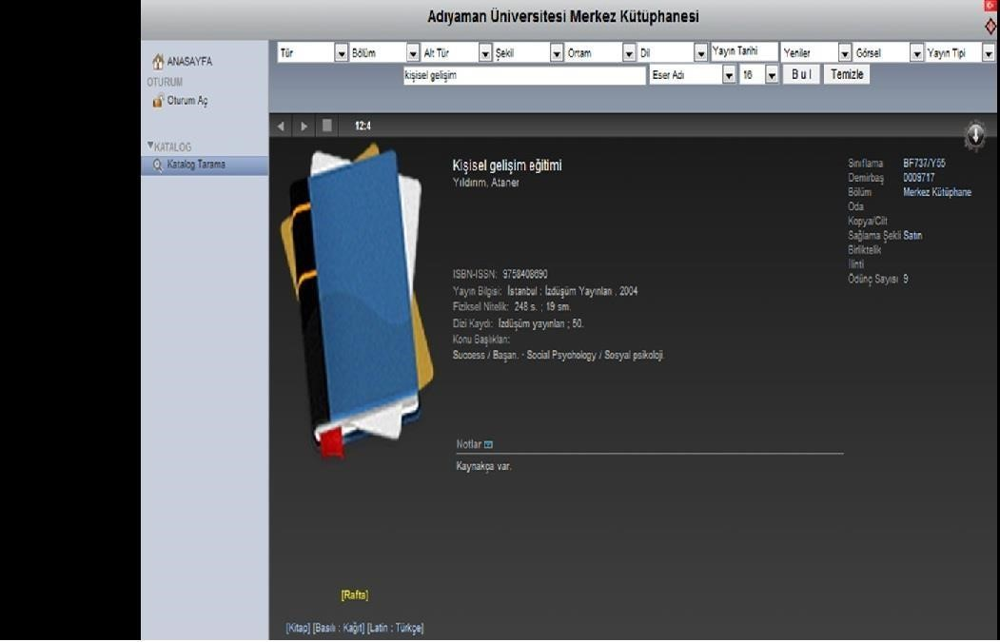 Adıyaman Üniversitesi Merkez Kütüphanesi
Tür Bölüm Alt Tür Şekil Ortam Dil Yayın Tarihi Yeniler Görsel Yayın Tipi
kişisel gelişim Eser Adı 16 B u l Temizle
ANASAYFA
OTURUM
Oturum Aç
KATALOG
Katalog Tarama
12:4
Kişisel gelişim eğitimi
Yıldırım, Ataner
ISBN-ISSN: 9758408690
Yayın Bilgisi: İstanbul : İzdüşüm Yayınları , 2004
Fiziksel Nitelik: 248 s. ; 19 sm.
Dizi Kaydı: İzdüşüm yayınları ; 50.
Konu Başlıkları:
Success / Başarı. - Social Psychology / Sosyal psikoloji
Sınıflama BF737/Y55
Demirbaş 0009717
Bölüm Merkez Kütüphane
Oda
Kopya/Cilt
Sağlama Şekli Satın
Birliktelik
İlinti
Ödünç Sayısı 9
Notlar
Kaynakça var.
[Rafta]
[Kitap] [Basılı : Kağıt] [Latin : Türkçe]